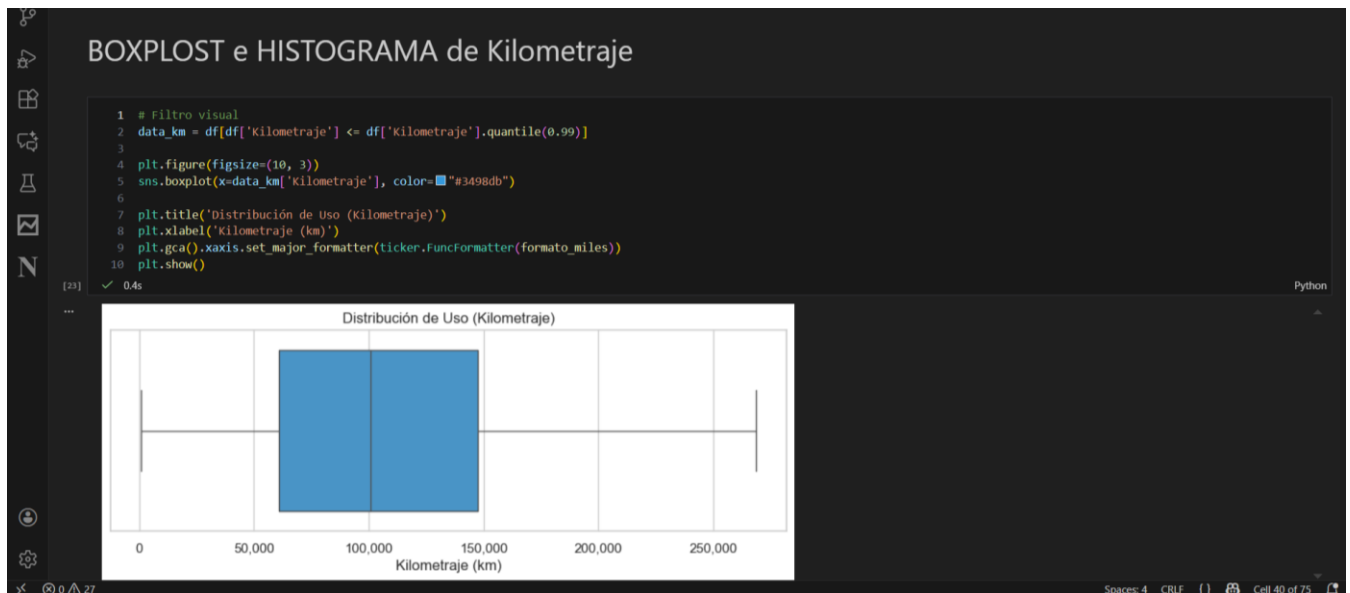 BOXPLOST e HISTOGRAMA de Kilometraje
1 # Filtro visual
2 data_km = df[df['Kilometraje'] <= df['Kilometraje'].quantile(0.99)]
3
4 plt.figure(figsize=(10, 3))
5 sns.boxplot(x=data_km['Kilometraje'], color="#3498db")
6
7 plt.title('Distribución de Uso (Kilometraje)')
8 plt.xlabel('Kilometraje (km)')
9 plt.gca().xaxis.set_major_formatter(ticker.FuncFormatter(formato_miles))
10 plt.show()
[23] ✓ 0.4s Python
...
Distribución de Uso (Kilometraje)
0 50,000 100,000 150,000 200,000 250,000
Kilometraje (km)
0 27 Spaces: 4 CRLF { } Cell 40 of 75